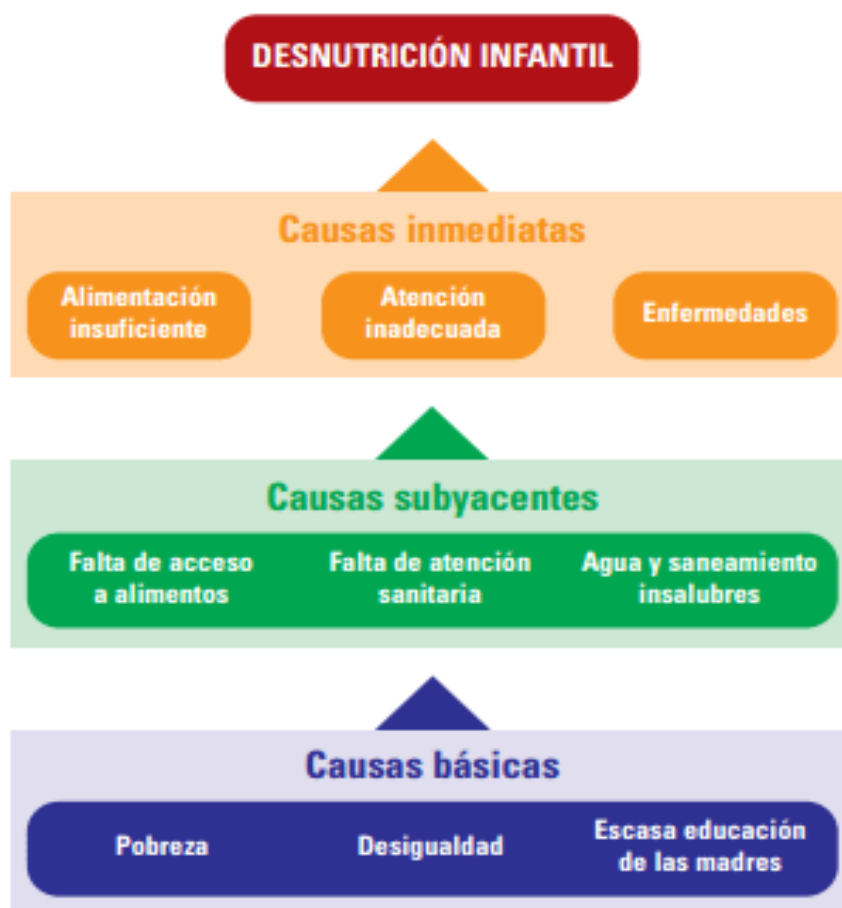 DESNUTRICIÓN INFANTIL
Causas inmediatas
Alimentación
insuficiente
Atención
inadecuada
Enfermedades
Causas subyacentes
Falta de acceso
a alimentos
Falta de atención
sanitaria
Agua y saneamiento
insalubres
Causas básicas
Pobreza
Desigualdad
Escasa educación
de las madres